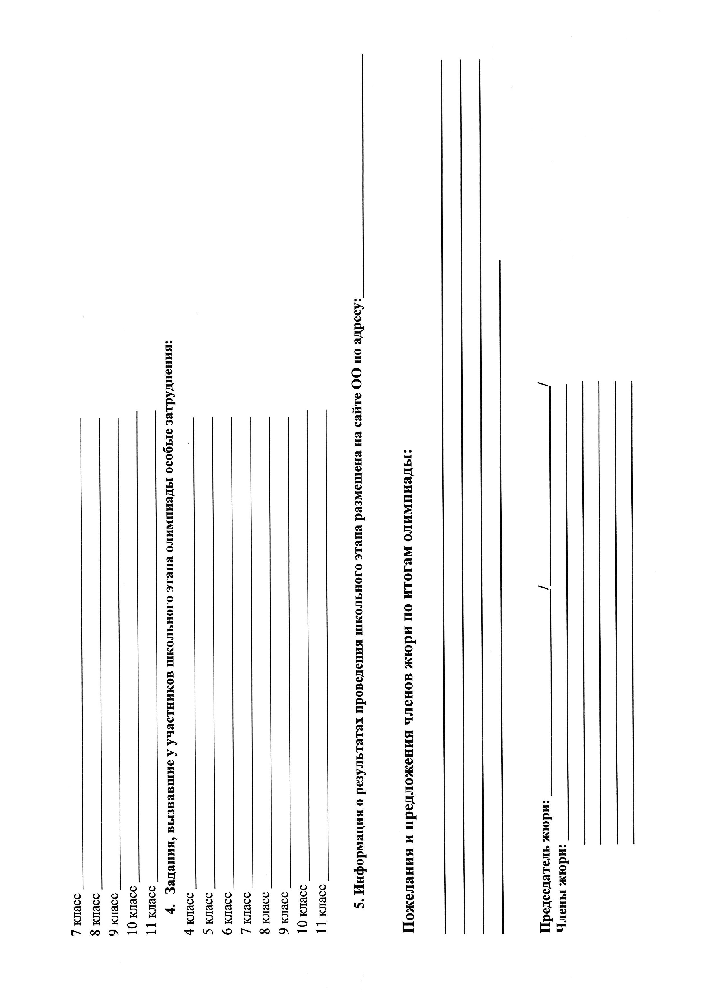 7 класс
8 класс
9 класс
10 класс
11 класс
4. Задания, вызвавшие у участников школьного этапа олимпиады особые затруднения:
4 класс
5 класс
6 класс
7 класс
8 класс
9 класс
10 класс
11 класс
5. Информация о результатах проведения школьного этапа размещена на сайте ОО по адресу:
Пожелания и предложения членов жюри по итогам олимпиады:
Председатель жюри: / /
Члены жюри: